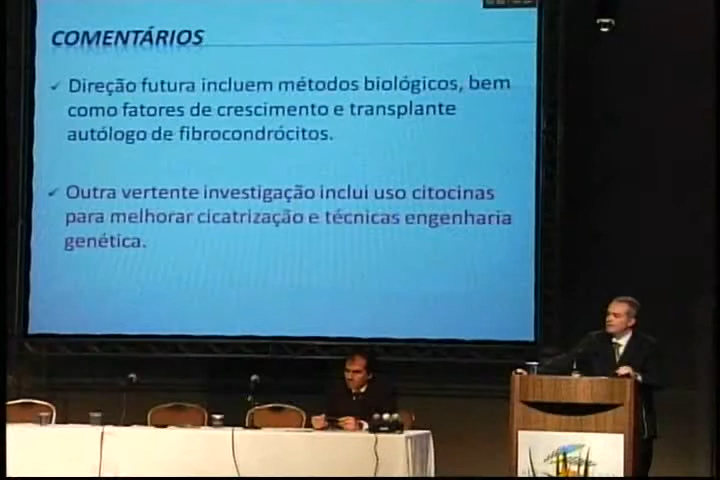 COMENTÁRIOS
✓ Direção futura incluem métodos biológicos, bem
como fatores de crescimento e transplante
autólogo de fibrocondrócitos.
✓ Outra vertente investigação inclui uso citocinas
para melhorar cicatrização e técnicas engenharia
genética.